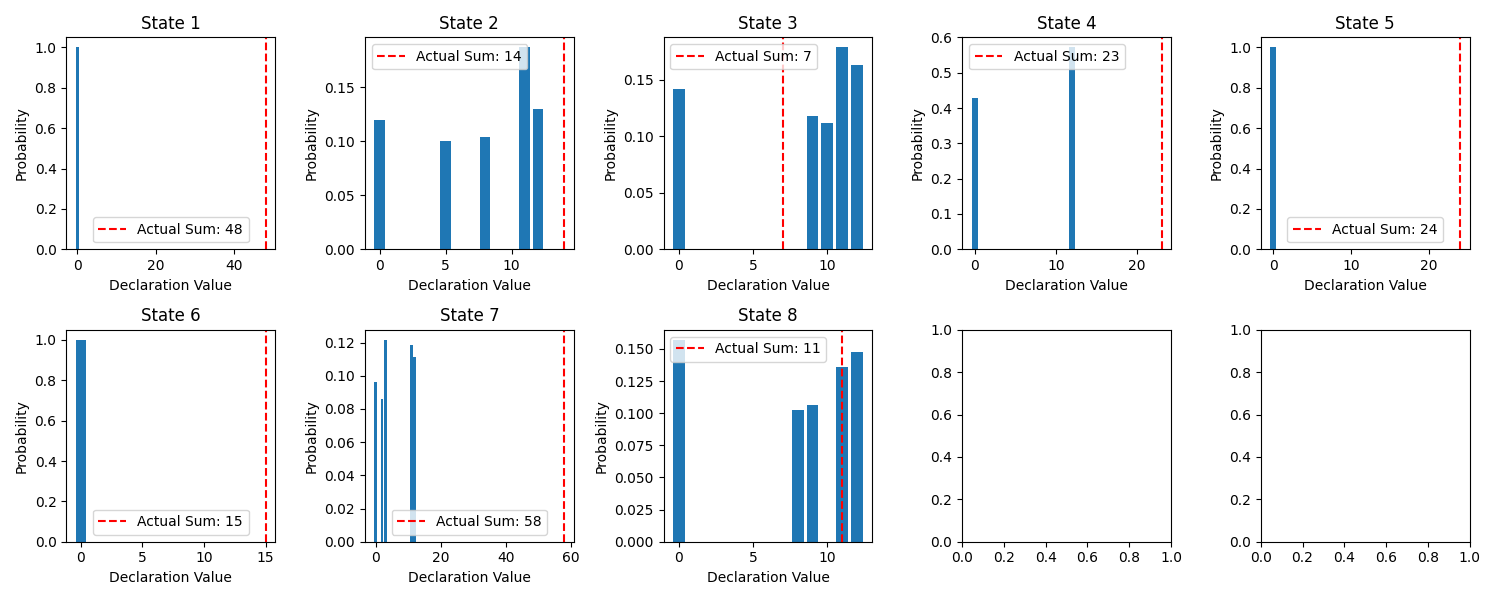 State 1
Probability
1.0
0.8
0.6
0.4
0.2
0.0
Actual Sum: 48
0 20 40
Declaration Value
State 2
Probability
0.15
0.10
0.05
0.00
Actual Sum: 14
0 5 10
Declaration Value
State 3
Probability
0.15
0.10
0.05
0.00
Actual Sum: 7
0 10
Declaration Value
State 4
Probability
0.6
0.5
0.4
0.3
0.2
0.1
0.0
Actual Sum: 23
0 10 20
Declaration Value
State 5
Probability
1.0
0.8
0.6
0.4
0.2
0.0
Actual Sum: 24
0 10 20
Declaration Value
State 6
Probability
1.0
0.8
0.6
0.4
0.2
0.0
Actual Sum: 15
0 5 10 15
Declaration Value
State 7
Probability
0.12
0.10
0.08
0.06
0.04
0.02
0.00
Actual Sum: 58
0 20 40 60
Declaration Value
State 8
Probability
0.150
0.125
0.100
0.075
0.050
0.025
0.000
Actual Sum: 11
0 10
Declaration Value
1.0
0.8
0.6
0.4
0.2
0.0
0.0 0.2 0.4 0.6 0.8 1.0
1.0
0.8
0.6
0.4
0.2
0.0
0.0 0.2 0.4 0.6 0.8 1.0